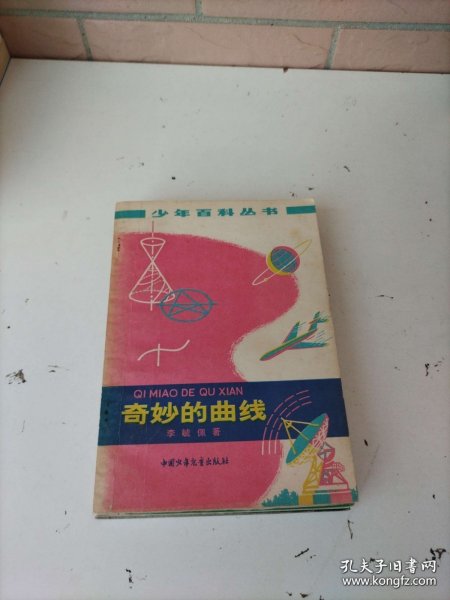 少年百科丛书
QI MIAO DE QU XIAN
奇妙的曲线
李毓佩著
中国少年儿童出版社
孔夫子旧书网
www.kongfz.com